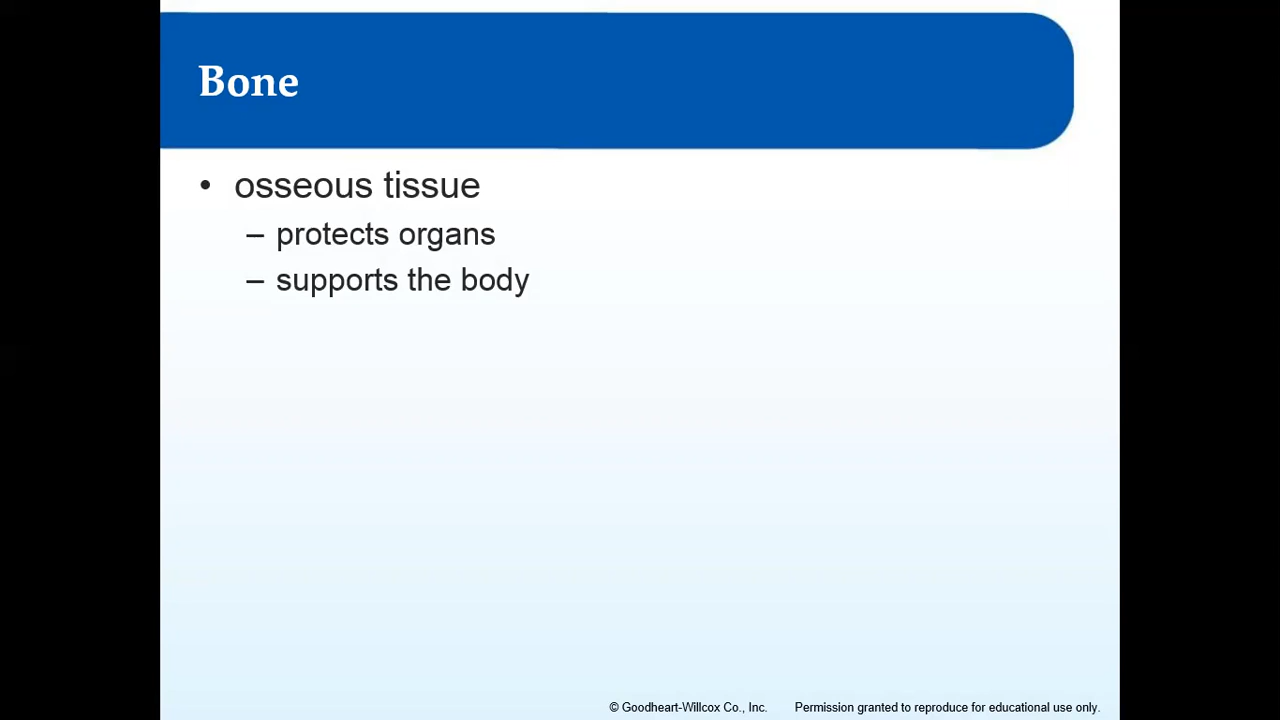 Bone
• osseous tissue
– protects organs
– supports the body
© Goodheart-Willcox Co., Inc. Permission granted to reproduce for educational use only.